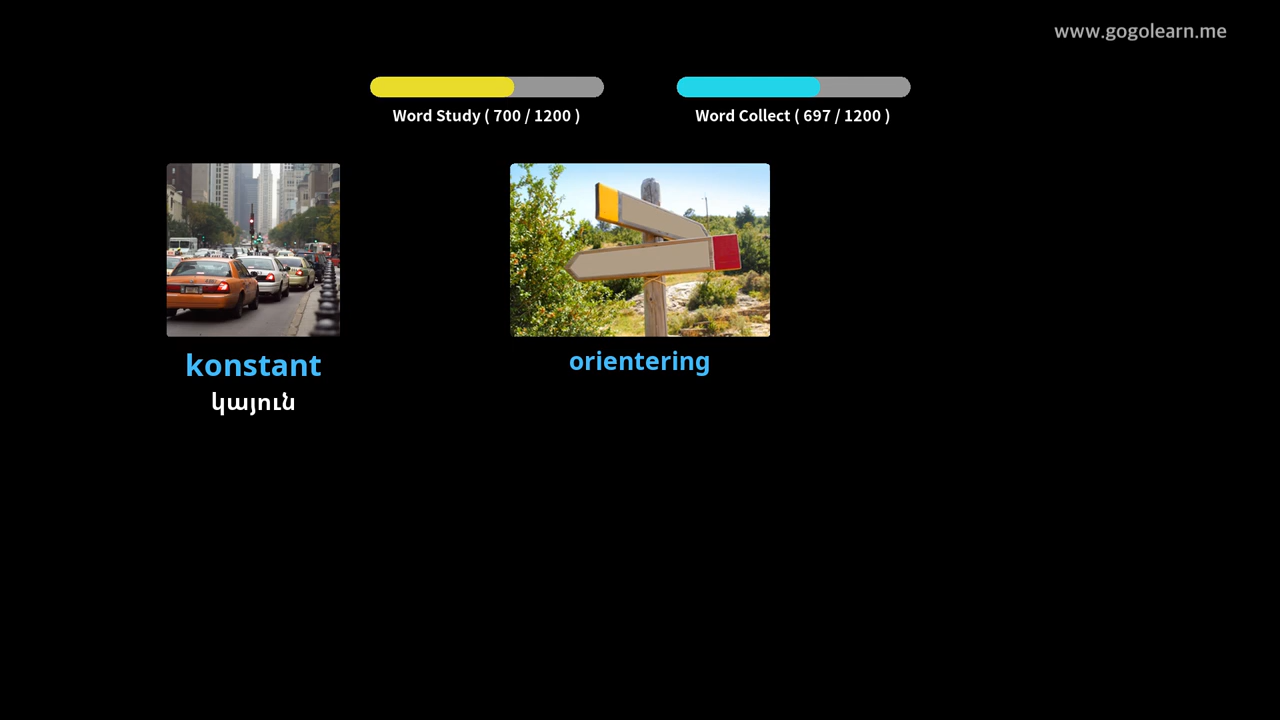 www.gogolearn.me
Word Study ( 700 / 1200 )
Word Collect ( 697 / 1200 )
konstant
կայուն
orientering